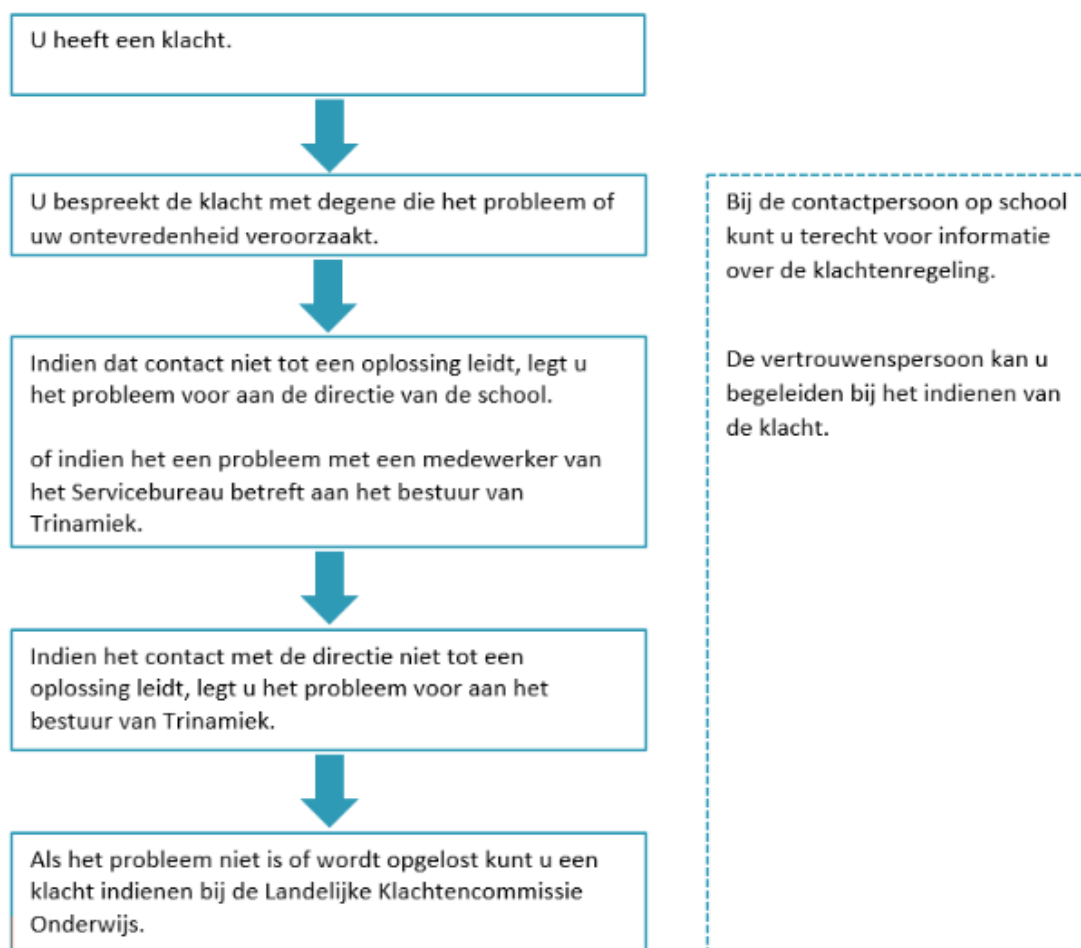 U heeft een klacht.
U bespreekt de klacht met degene die het probleem of
uw ontevredenheid veroorzaakt.
Indien dat contact niet tot een oplossing leidt, legt u
het probleem voor aan de directie van de school.
of indien het een probleem met een medewerker van
het Servicebureau betreft aan het bestuur van
Trinamiek.
Indien het contact met de directie niet tot een
oplossing leidt, legt u het probleem voor aan het
bestuur van Trinamiek.
Als het probleem niet is of wordt opgelost kunt u een
klacht indienen bij de Landelijke Klachtencommissie
Onderwijs.
Bij de contactpersoon op school
kunt u terecht voor informatie
over de klachtenregeling.
De vertrouwenspersoon kan u
begeleiden bij het indienen van
de klacht.